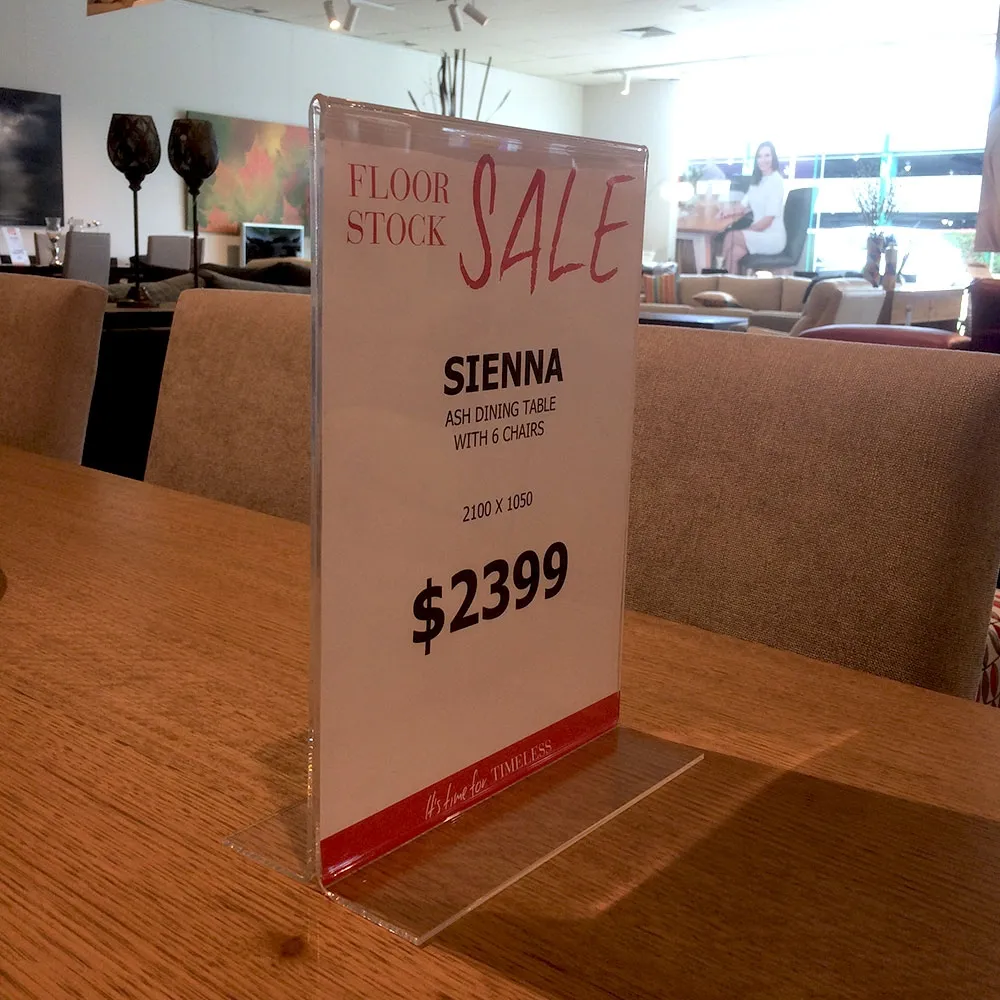 FLOOR
STOCK
SALE
SIENNA
ASH DINING TABLE
WITH 6 CHAIRS
2100 X 1050
$2399
It's time for TIMELESS